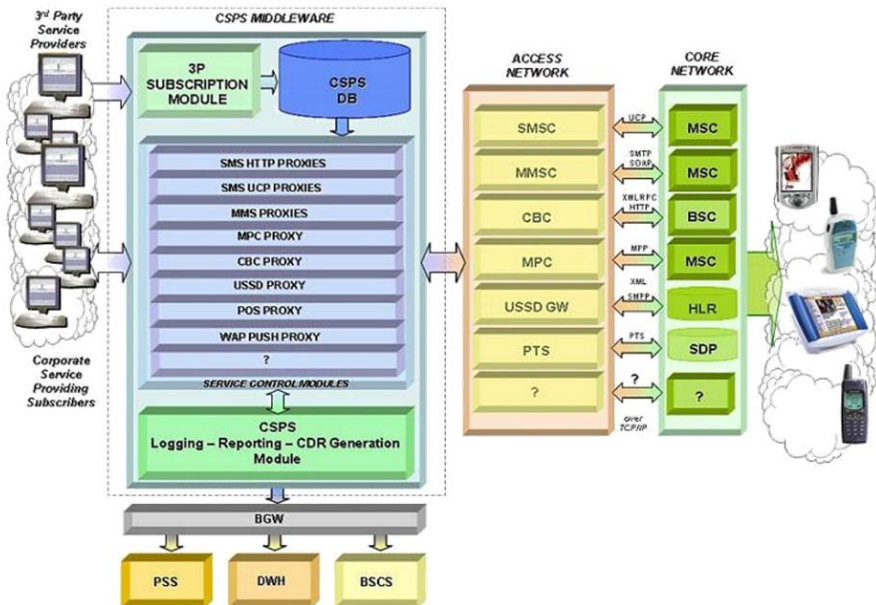 3rd Party
Service
Providers
CSPS MIDDLEWARE
3P
SUBSCRIPTION
MODULE
CSPS
DB
SMS HTTP PROXIES
SMS UCP PROXIES
MMS PROXIES
MPC PROXY
CBC PROXY
USSD PROXY
POS PROXY
WAP PUSH PROXY
?
SERVICE CONTROL MODULES
Corporate
Service
Providing
Subscribers
CSPS
Logging – Reporting – CDR Generation
Module
BGW
PSS
DWH
BSCS
ACCESS
NETWORK
SMSC
MMSC
CBC
MPC
USSD GW
PTS
?
UCP
SMTP
SOAP
XMLRPC
HTTP
MPP
XML
SMPP
PTS
?
over
TCP/IP
CORE
NETWORK
MSC
MSC
BSC
MSC
HLR
SDP
?